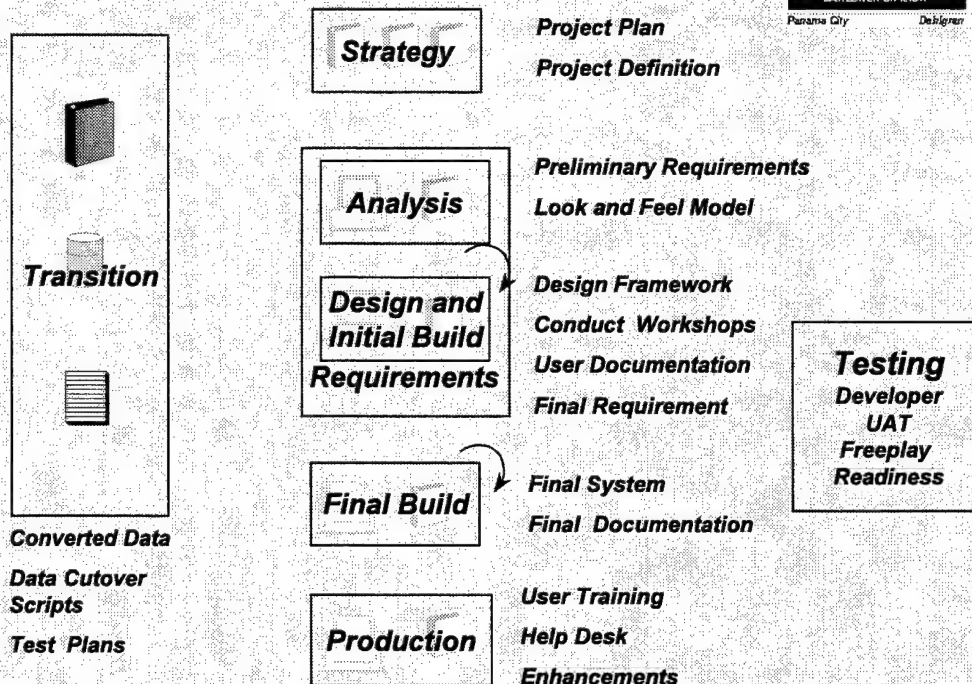 Panama City Dahlgren
Strategy
Project Plan
Project Definition
Transition
Converted Data
Data Cutover
Scripts
Test Plans
Analysis
Preliminary Requirements
Look and Feel Model
Design and
Initial Build
Requirements
Design Framework
Conduct Workshops
User Documentation
Final Requirement
Testing
Developer
UAT
Freeplay
Readiness
Final Build
Final System
Final Documentation
Production
User Training
Help Desk
Enhancements